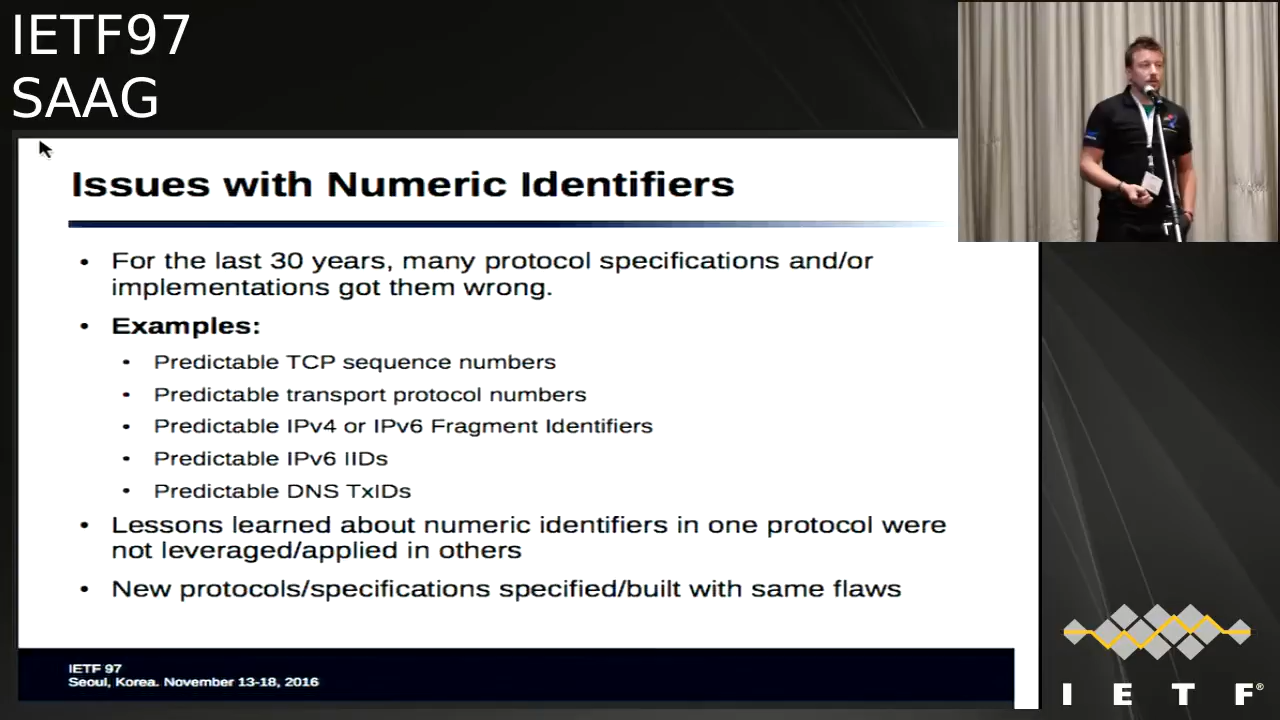 IETF97
SAAG
Issues with Numeric Identifiers
• For the last 30 years, many protocol specifications and/or
implementations got them wrong.
• Examples:
• Predictable TCP sequence numbers
• Predictable transport protocol numbers
• Predictable IPv4 or IPv6 Fragment Identifiers
• Predictable IPv6 IIDs
• Predictable DNS TxIDs
• Lessons learned about numeric identifiers in one protocol were
not leveraged/applied in others
• New protocols/specifications specified/built with same flaws
IETF 97
Seoul, Korea. November 13-18, 2016
I E T F®